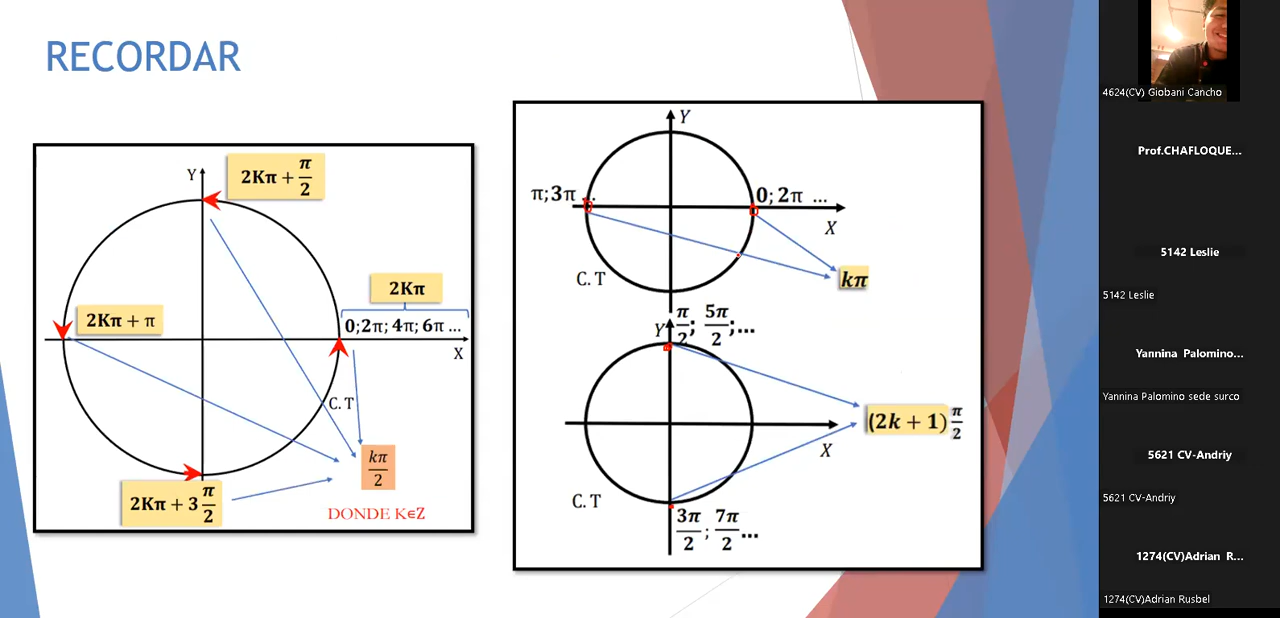 RECORDAR
Y
2Kπ + π/2
2Kπ + π
2Kπ
0;2π; 4π; 6π ...
X
C.T
kπ/2
2Kπ + 3 π/2
DONDE K∈Z
Y
π;3π ...
0; 2π ...
X
C.T
kπ
Y
π/2; 5π/2;...
(2k + 1) π/2
X
C.T
3π/2; 7π/2 ...
4624(CV) Giobani Cancho
Prof.CHAFLOQUE...
5142 Leslie
5142 Leslie
Yannina Palomino...
Yannina Palomino sede surco
5621 CV-Andriy
5621 CV-Andriy
1274(CV)Adrian R...
1274(CV)Adrian Rusbel